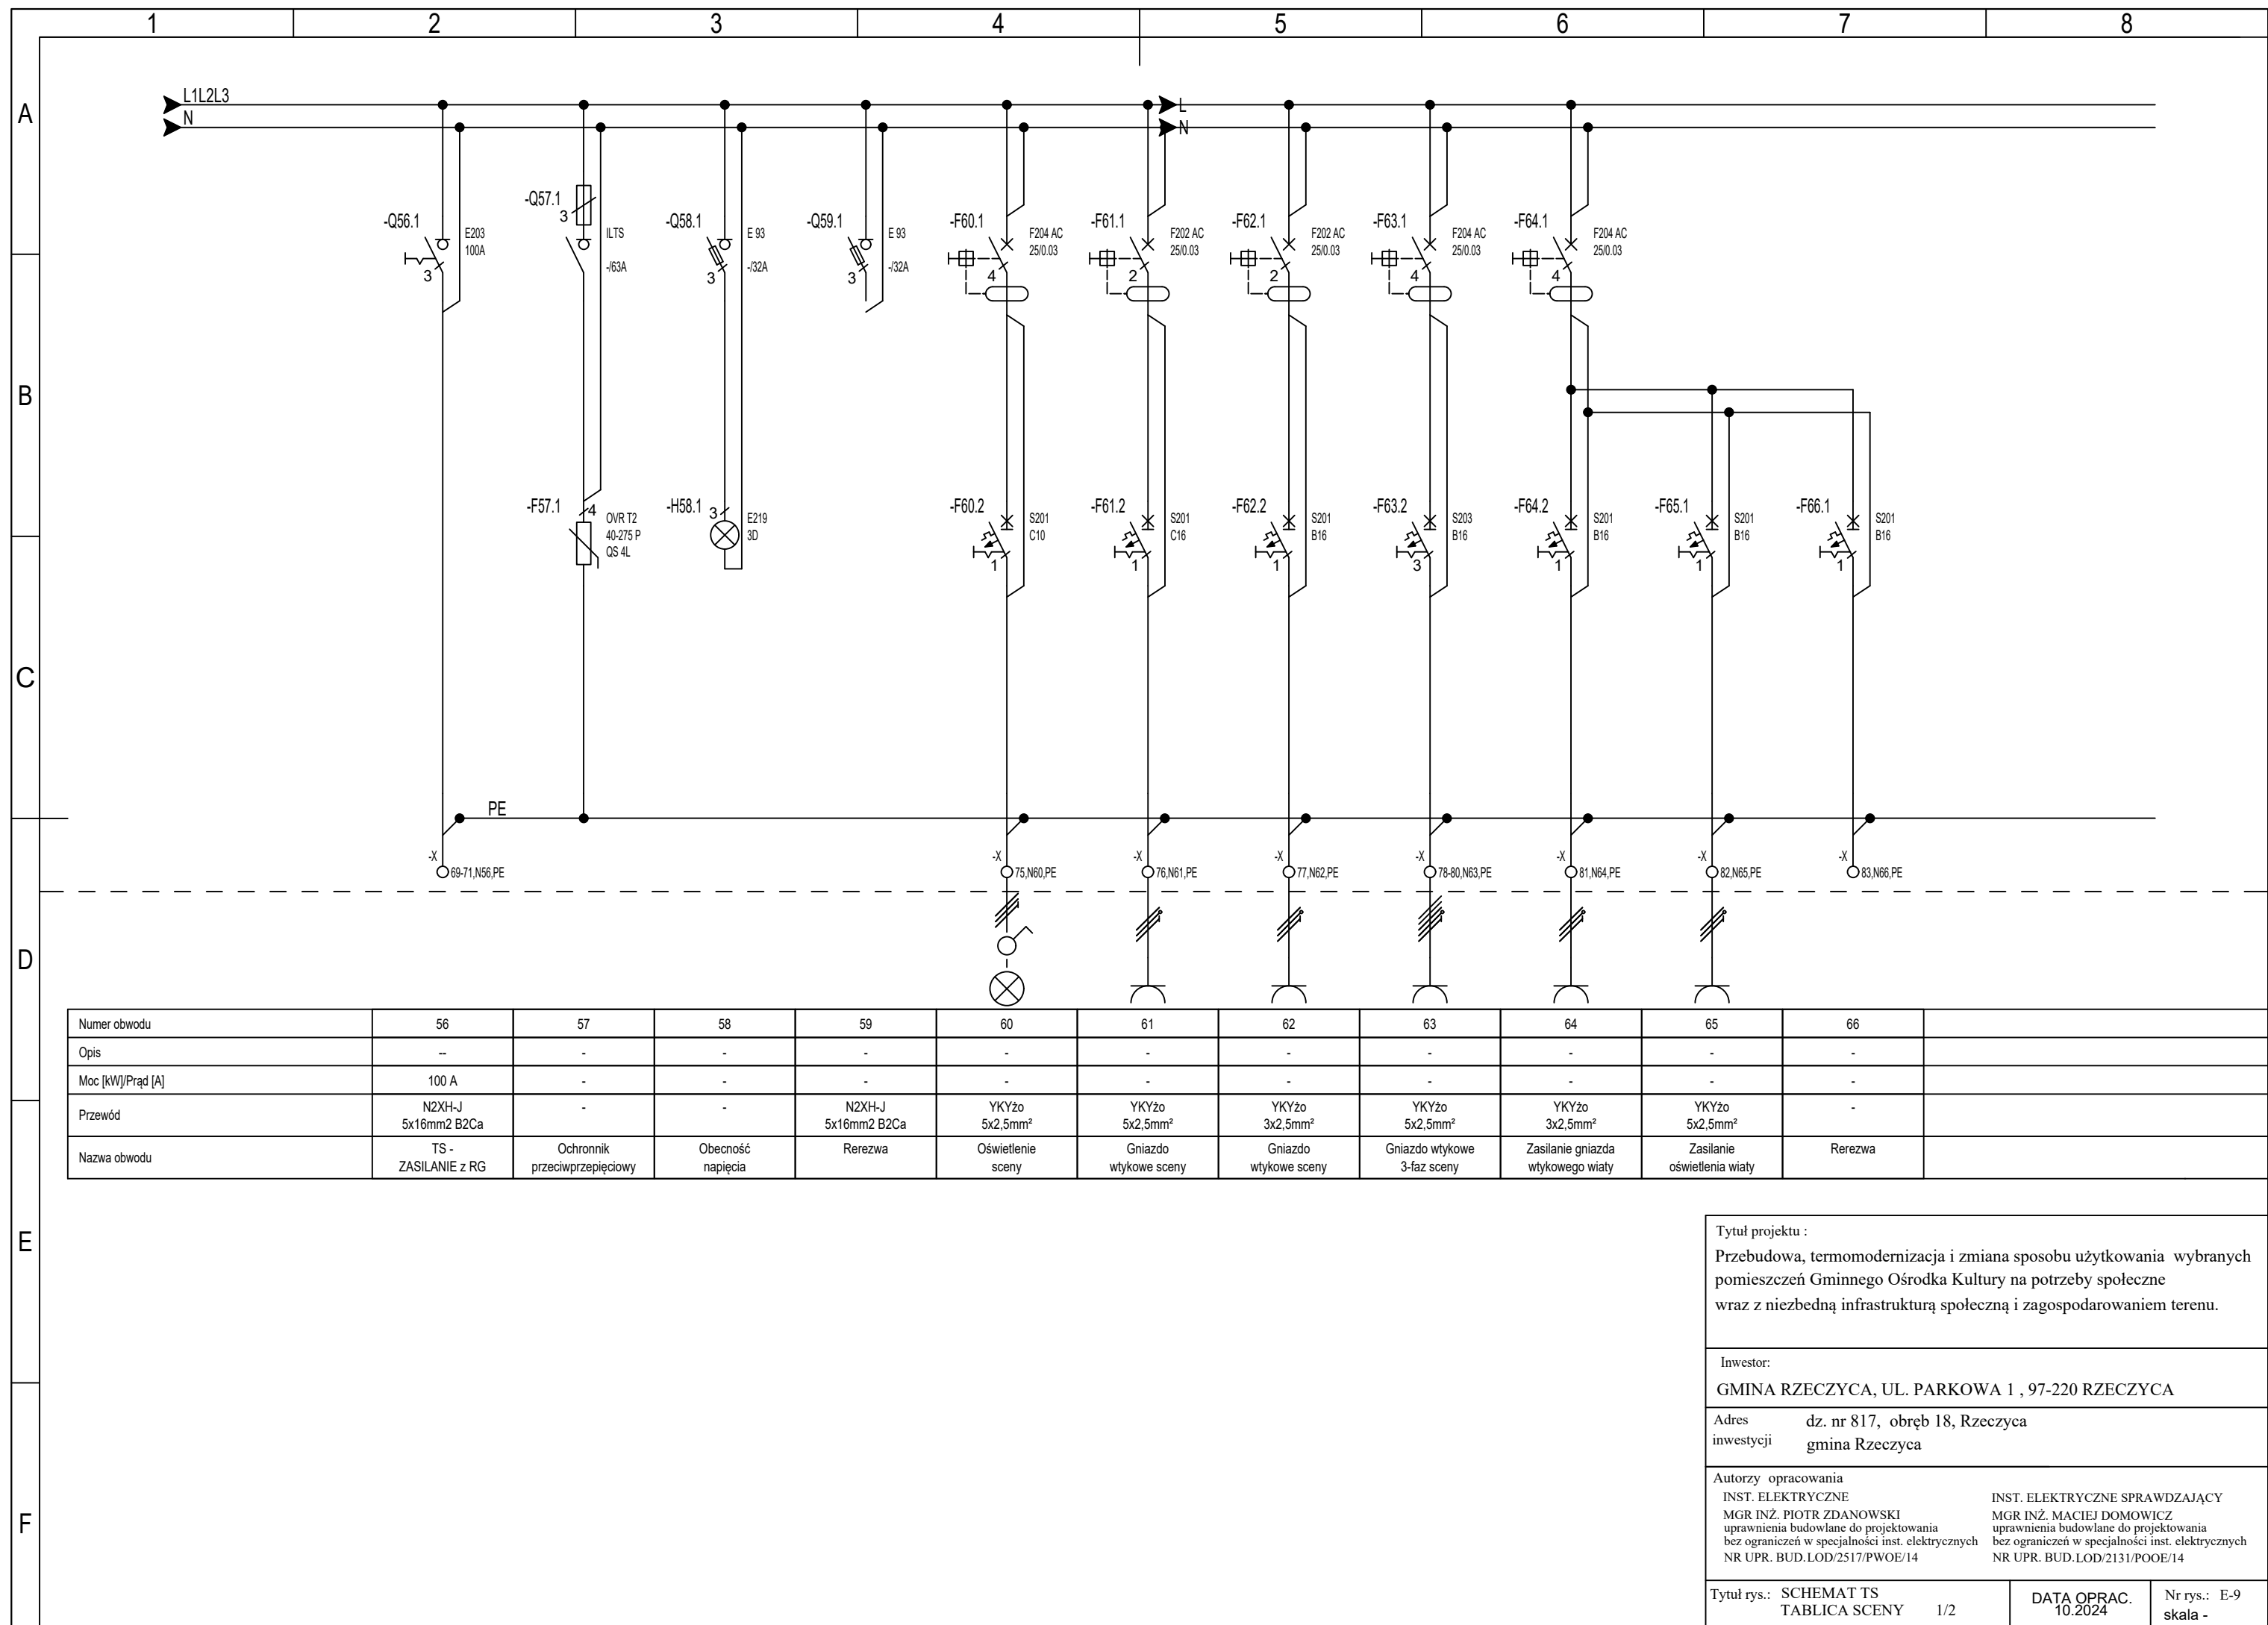 1 2 3 4 5 6 7 8
A
B
C
D
E
F
L1L2L3
N
L
N
-Q56.1
E203
100A
3
-Q57.1
3
ILTS
-/63A
-Q58.1
E 93
-/32A
3
-Q59.1
E 93
-/32A
3
-F60.1
F204 AC
25/0.03
4
-F61.1
F202 AC
25/0.03
2
-F62.1
F202 AC
25/0.03
2
-F63.1
F204 AC
25/0.03
4
-F64.1
F204 AC
25/0.03
4
-F57.1
4
OVR T2
40-275 P
QS 4L
-H58.1
3
E219
3D
-F60.2
S201
C10
1
-F61.2
S201
C16
1
-F62.2
S201
B16
1
-F63.2
S203
B16
3
-F64.2
S201
B16
1
-F65.1
S201
B16
1
-F66.1
S201
B16
1
PE
-X
69-71,N56,PE
-X
75,N60,PE
-X
76,N61,PE
-X
77,N62,PE
-X
78-80,N63,PE
-X
81,N64,PE
-X
82,N65,PE
-X
83,N66,PE
Numer obwodu 56 57 58 59 60 61 62 63 64 65 66
Opis -- - - - - - - - - - -
Moc [kW]/Prąd [A] 100 A - - - - - - - - - -
Przewód
N2XH-J
5x16mm2 B2Ca
-
-
N2XH-J
5x16mm2 B2Ca
YKYżo
5x2,5mm²
YKYżo
5x2,5mm²
YKYżo
3x2,5mm²
YKYżo
5x2,5mm²
YKYżo
3x2,5mm²
YKYżo
5x2,5mm²
-
Nazwa obwodu
TS -
ZASILANIE z RG
Ochronnik
przeciwprzepięciowy
Obecność
napięcia
Rerezwa
Oświetlenie
sceny
Gniazdo
wtykowe sceny
Gniazdo
wtykowe sceny
Gniazdo wtykowe
3-faz sceny
Zasilanie gniazda
wtykowego wiaty
Zasilanie
oświetlenia wiaty
Rerezwa
Tytuł projektu :
Przebudowa, termomodernizacja i zmiana sposobu użytkowania wybranych
pomieszczeń Gminnego Ośrodka Kultury na potrzeby społeczne
wraz z niezbedną infrastrukturą społeczną i zagospodarowaniem terenu.
Inwestor:
GMINA RZECZYCA, UL. PARKOWA 1 , 97-220 RZECZYCA
Adres
inwestycji
dz. nr 817, obręb 18, Rzeczyca
gmina Rzeczyca
Autorzy opracowania
INST. ELEKTRYCZNE
MGR INŻ. PIOTR ZDANOWSKI
uprawnienia budowlane do projektowania
bez ograniczeń w specjalności inst. elektrycznych
NR UPR. BUD.LOD/2517/PWOE/14
INST. ELEKTRYCZNE SPRAWDZAJĄCY
MGR INŻ. MACIEJ DOMOWICZ
uprawnienia budowlane do projektowania
bez ograniczeń w specjalności inst. elektrycznych
NR UPR. BUD.LOD/2131/POOE/14
Tytuł rys.: SCHEMAT TS
TABLICA SCENY 1/2
DATA OPRAC.
10.2024
Nr rys.: E-9
skala -